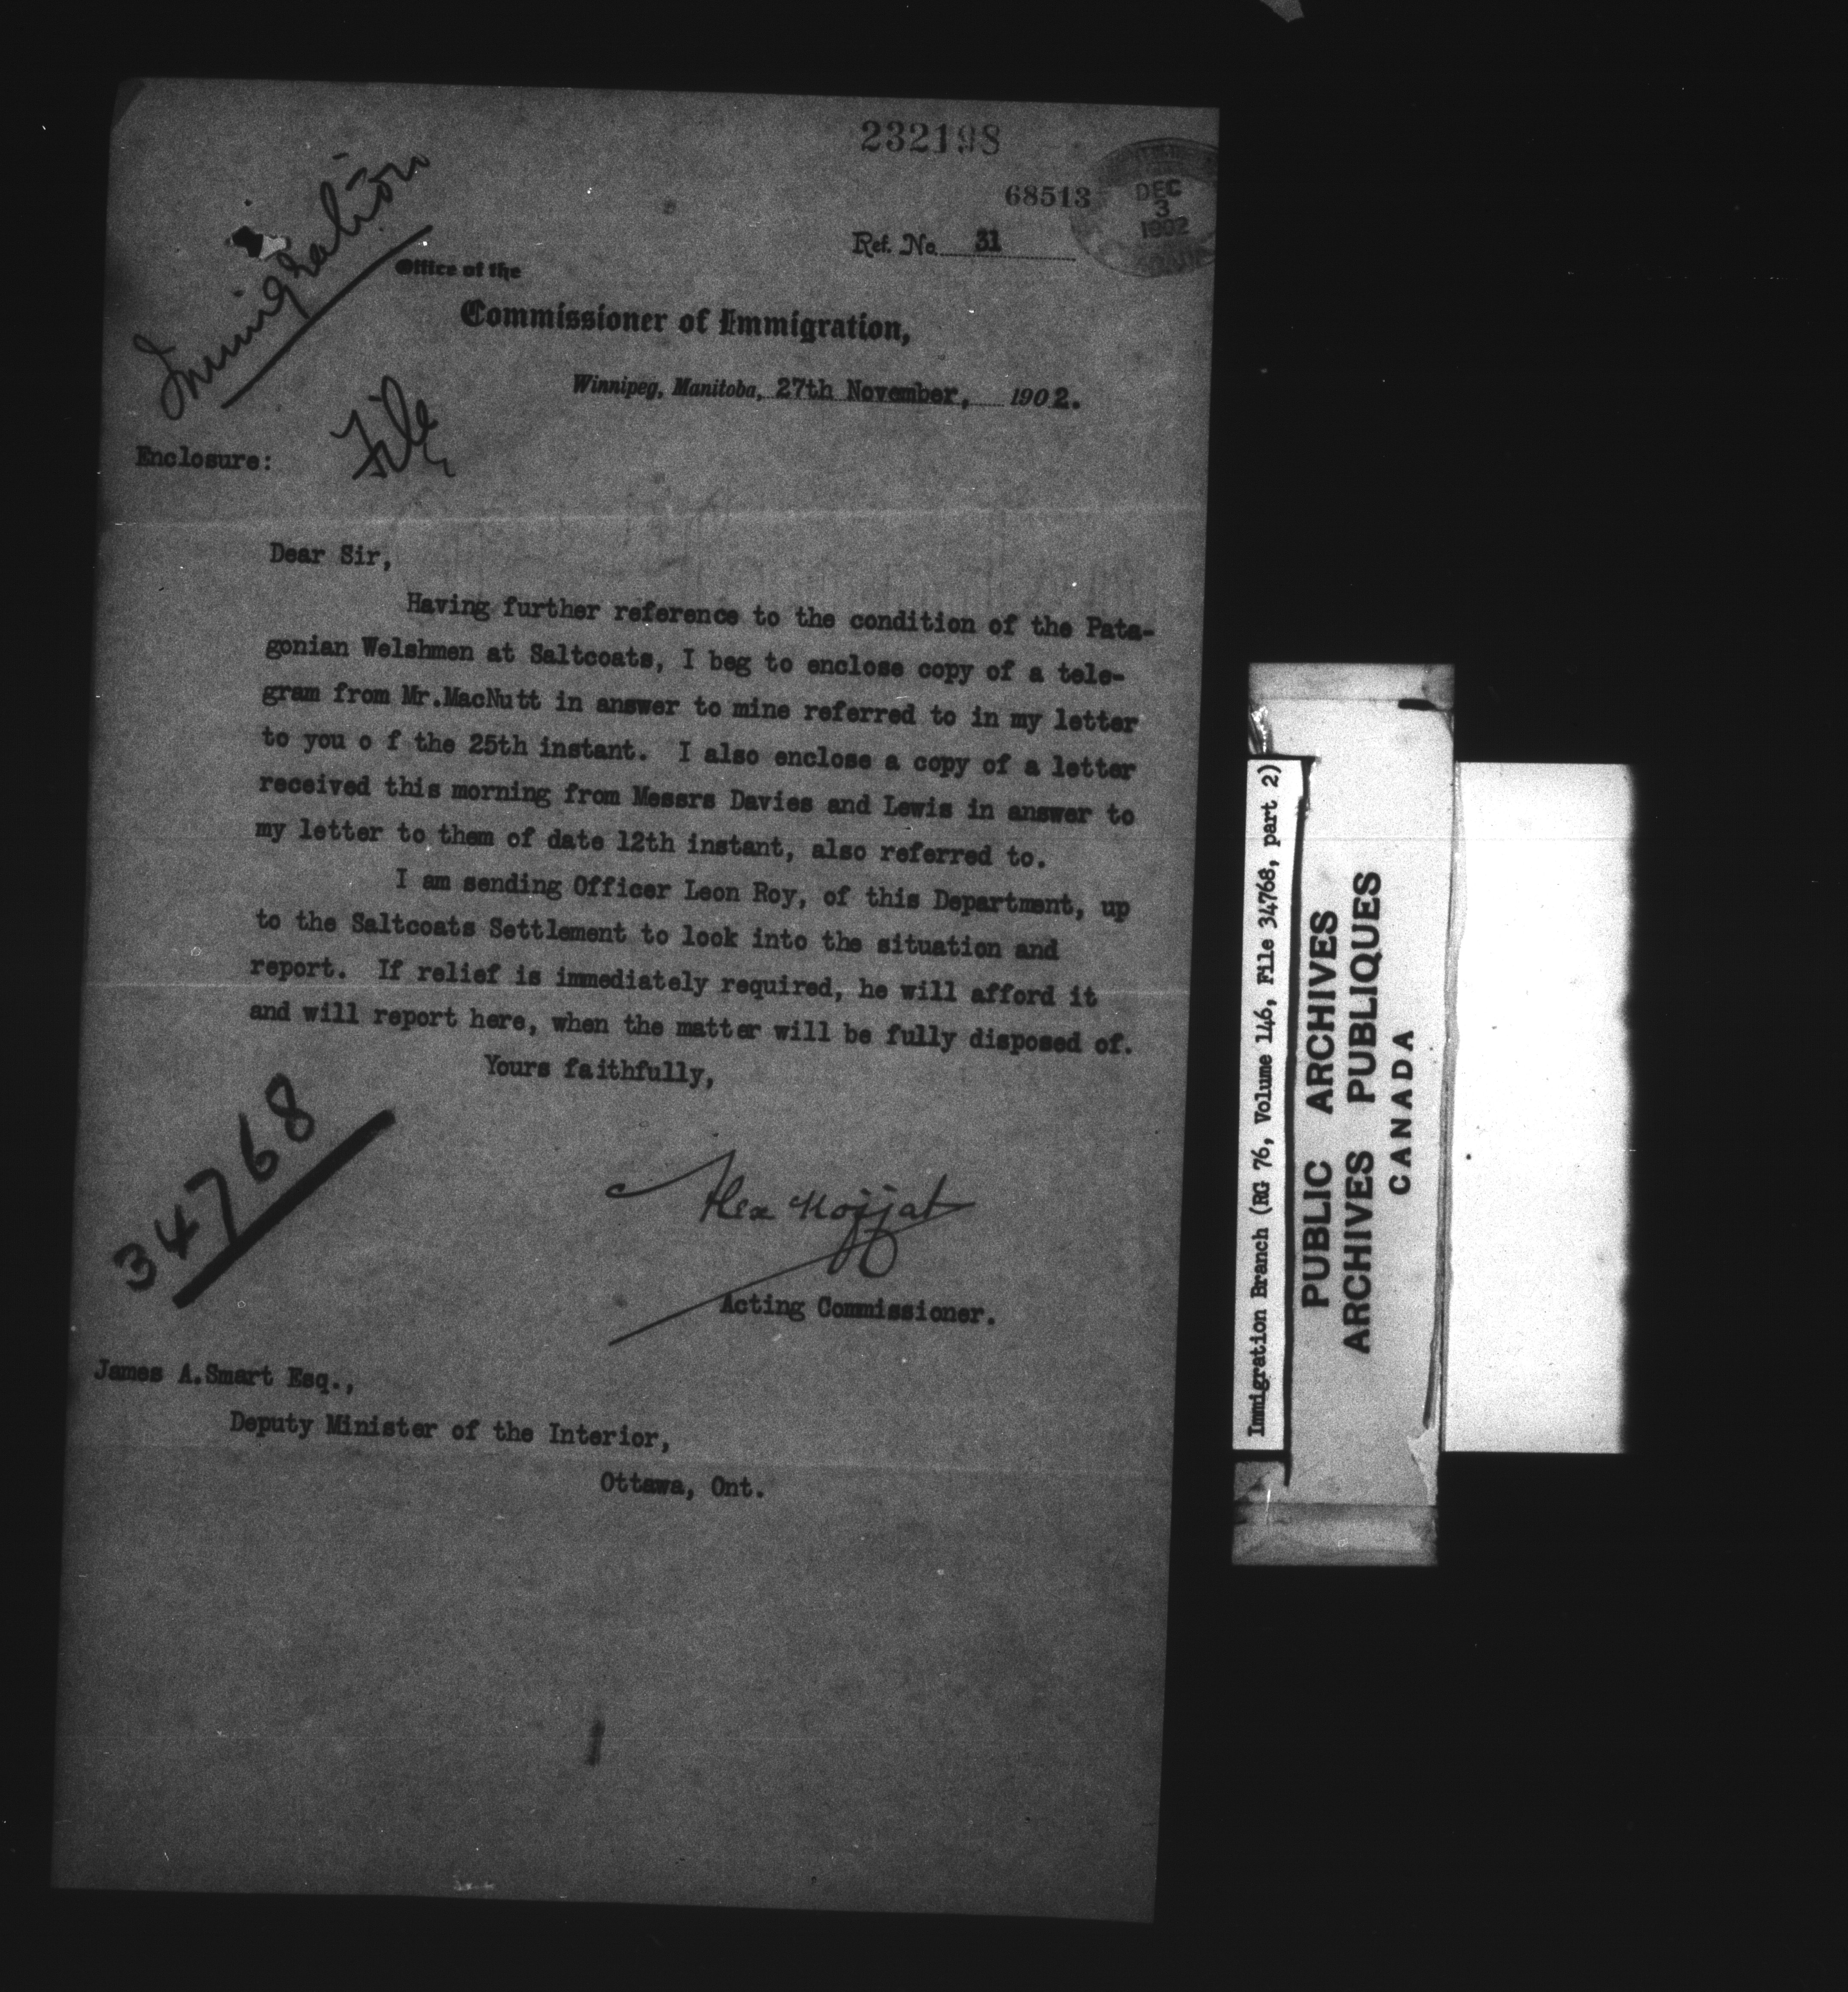 232198
68513
DEC
3
1902
Ref. No. 31
Immigration
Office of the
Commissioner of Immigration,
Winnipeg, Manitoba, 27th November, 1902.
File
Enclosure:
Dear Sir,
Having further reference to the condition of the Pata-
gonian Welshmen at Saltcoats, I beg to enclose copy of a tele-
gram from Mr.MacNutt in answer to mine referred to in my letter
to you o f the 25th instant. I also enclose a copy of a letter
received this morning from Messrs Davies and Lewis in answer to
my letter to them of date 12th instant, also referred to.
I am sending Officer Leon Roy, of this Department, up
to the Saltcoats Settlement to look into the situation and
report. If relief is immediately required, he will afford it
and will report here, when the matter will be fully disposed of.
Yours faithfully,
34768
Alex Moffat
Acting Commissioner.
James A.Smart Esq.,
Deputy Minister of the Interior,
Ottawa, Ont.
Immigration Branch (RG 76, Volume 146, File 34768, part 2)
PUBLIC ARCHIVES
ARCHIVES PUBLIQUES
CANADA